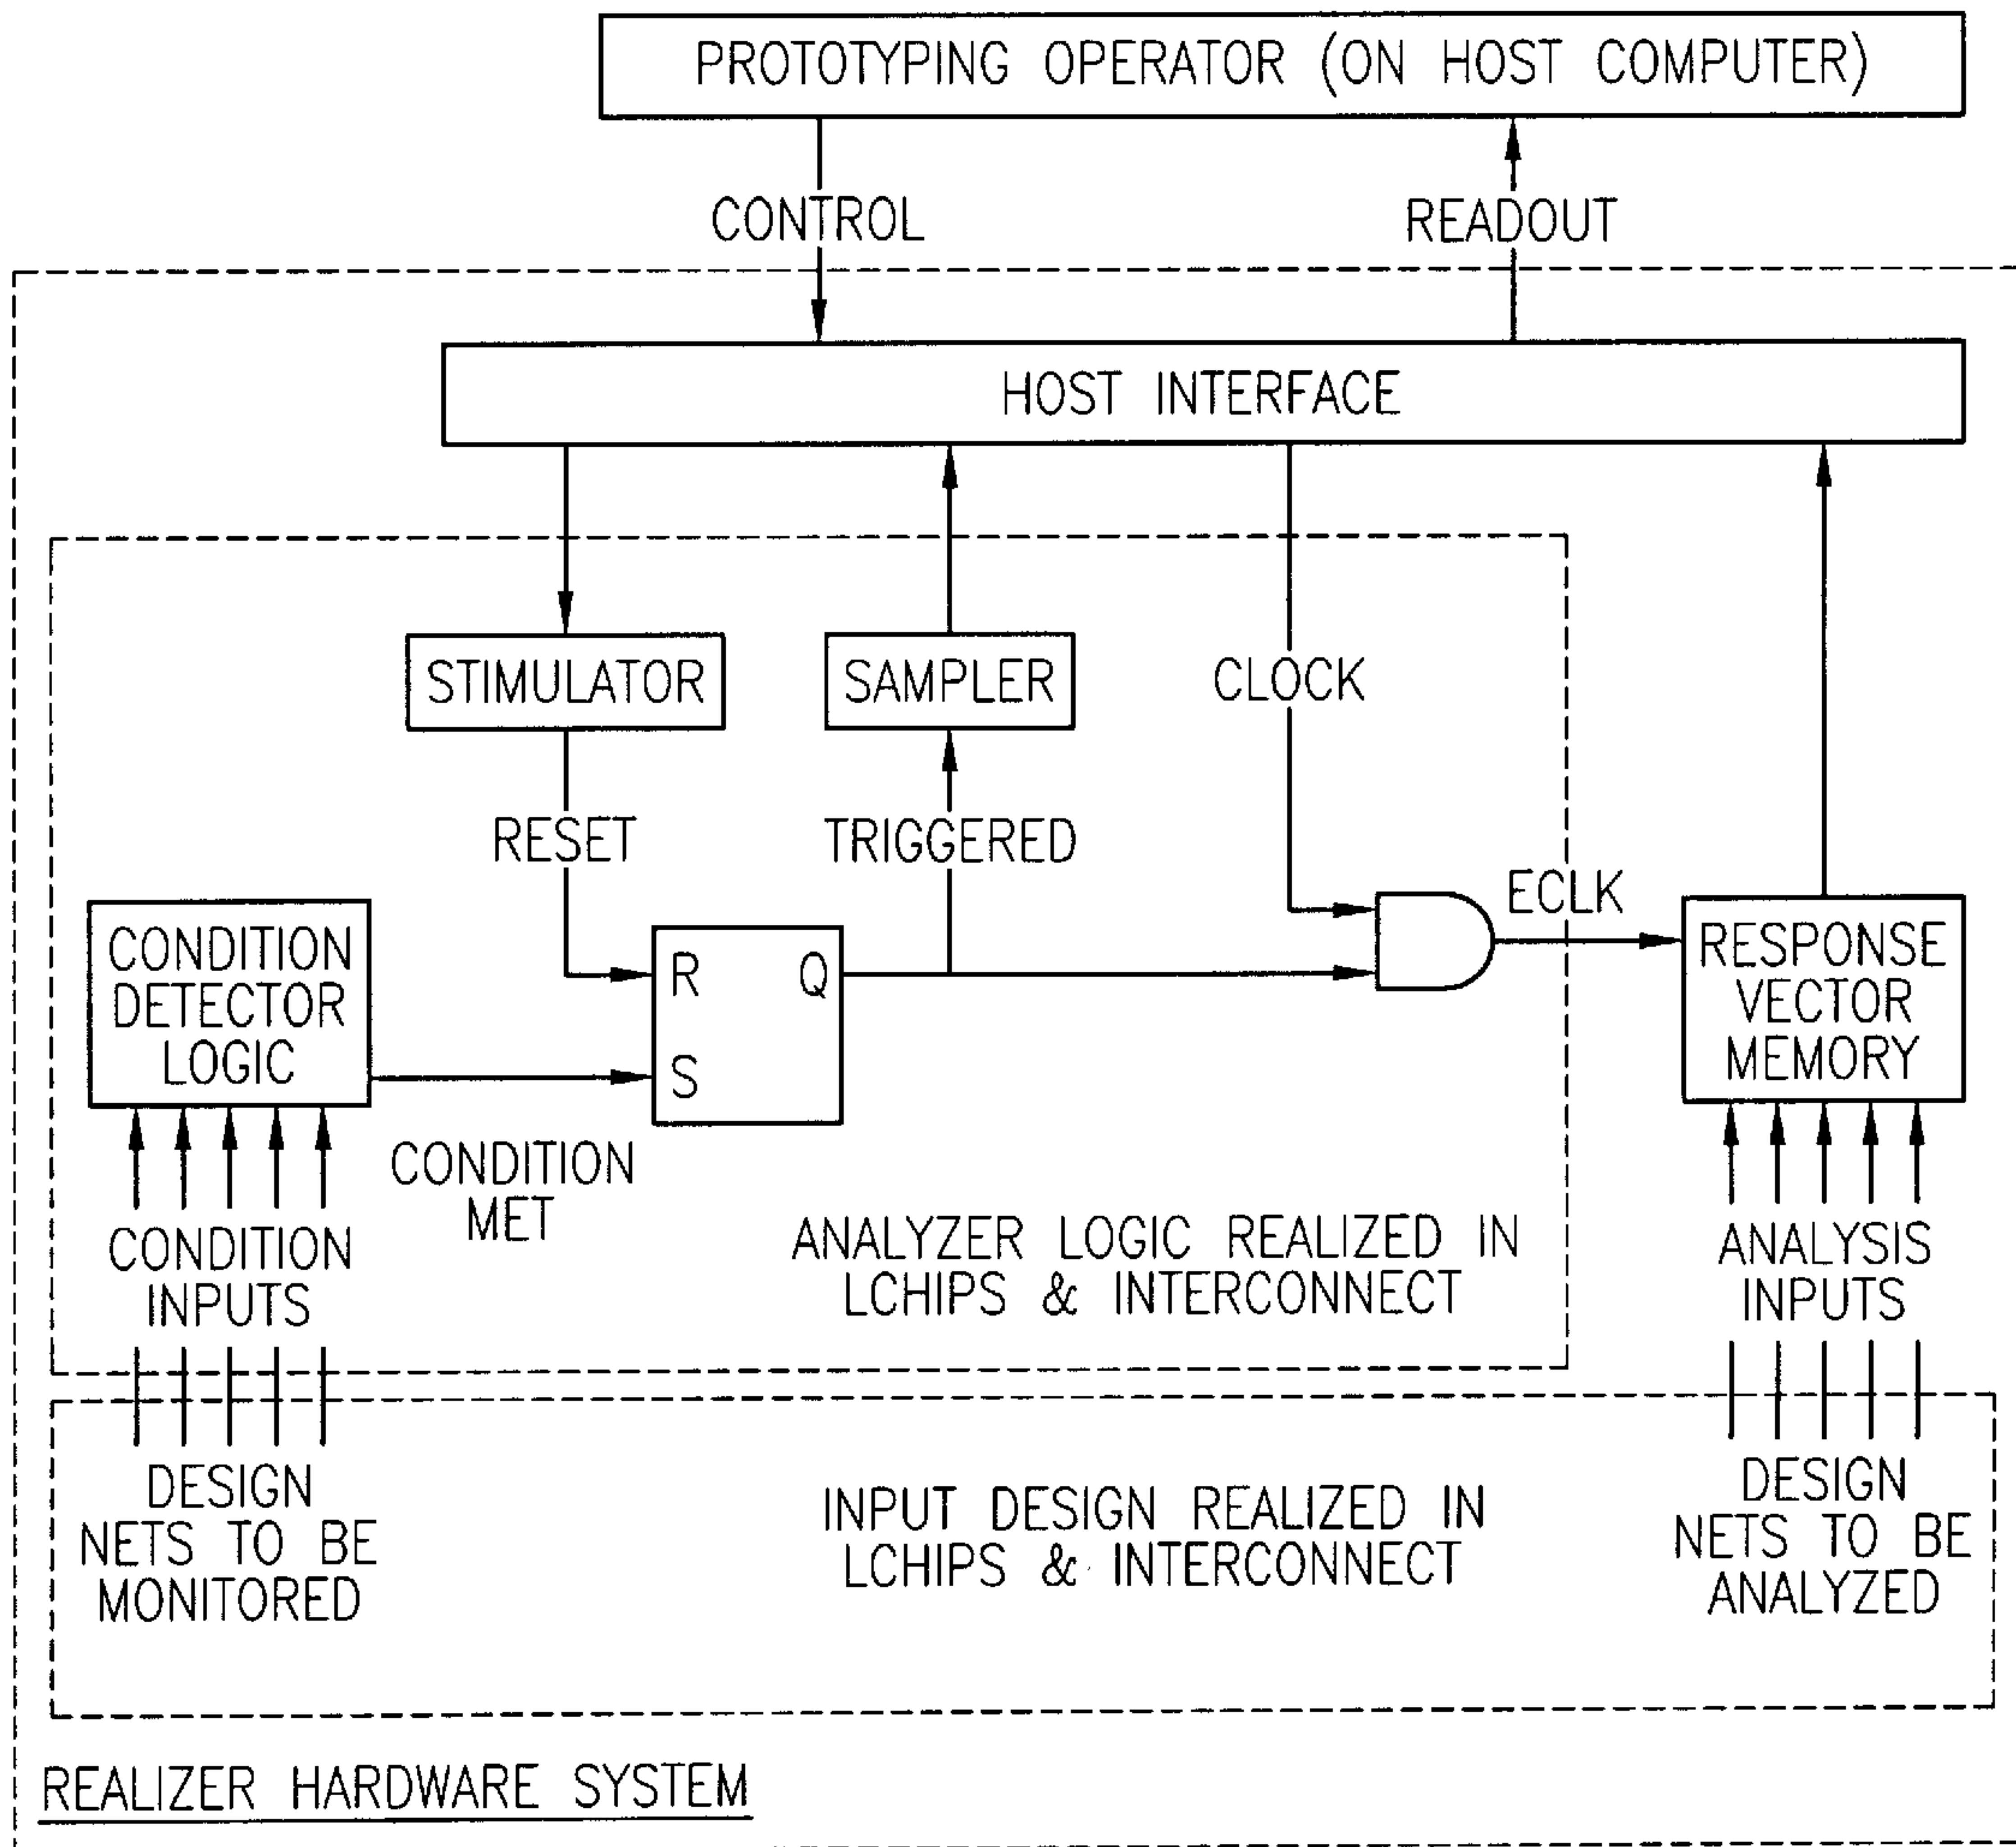 PROTOTYPING OPERATOR (ON HOST COMPUTER)
CONTROL
READOUT
HOST INTERFACE
STIMULATOR
SAMPLER
CLOCK
RESET
TRIGGERED
ECLK
CONDITION
DETECTOR
LOGIC
R
Q
S
RESPONSE
VECTOR
MEMORY
CONDITION
MET
CONDITION
INPUTS
ANALYZER LOGIC REALIZED IN
LCHIPS & INTERCONNECT
ANALYSIS
INPUTS
DESIGN
NETS TO BE
MONITORED
INPUT DESIGN REALIZED IN
LCHIPS & INTERCONNECT
DESIGN
NETS TO BE
ANALYZED
REALIZER HARDWARE SYSTEM